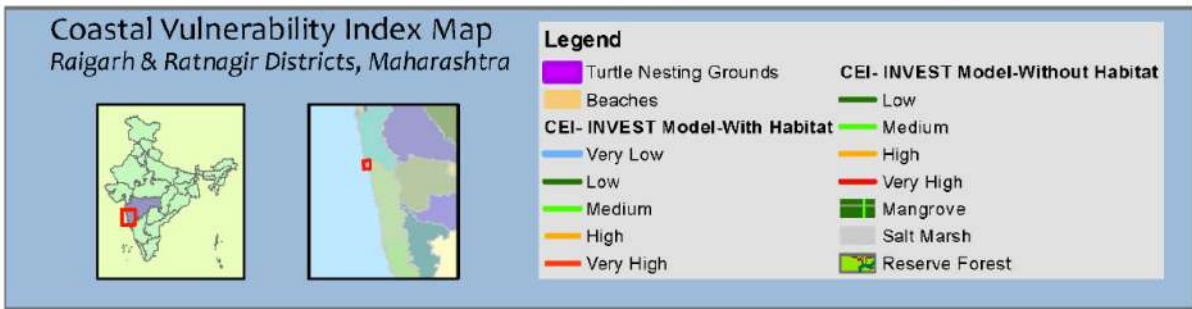 Coastal Vulnerability Index Map
Raigarh & Ratnagir Districts, Maharashtra
Legend
Turtle Nesting Grounds
Beaches
CEI- INVEST Model-With Habitat
Very Low
Low
Medium
High
Very High
CEI- INVEST Model-Without Habitat
Low
Medium
High
Very High
Mangrove
Salt Marsh
Reserve Forest